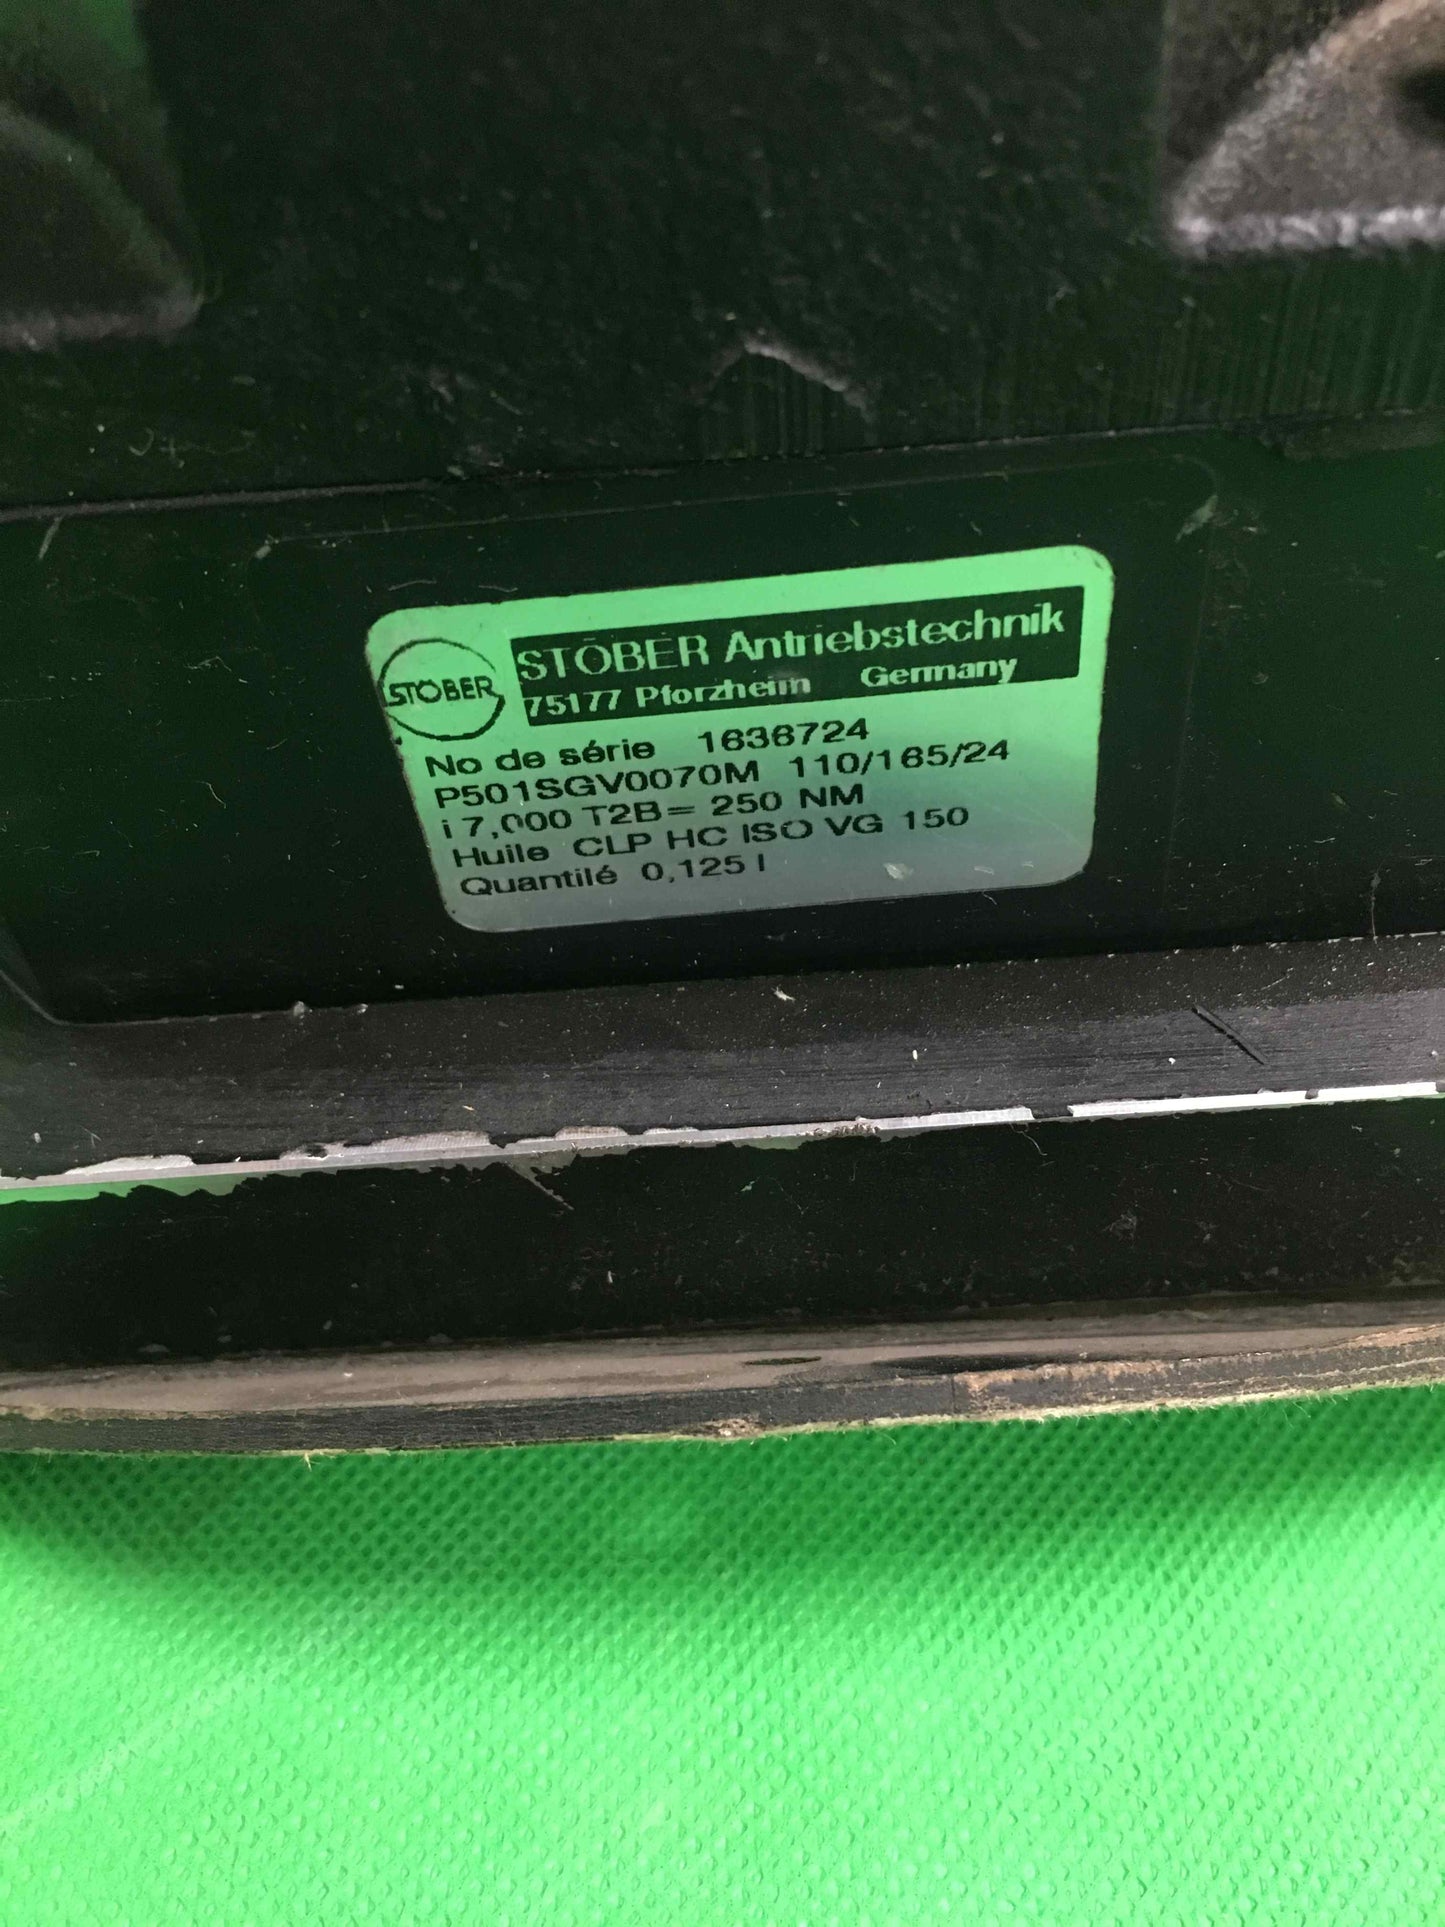 STÖBER
STÖBER Antriebstechnik
75177 Pforzheim Germany
No de série 1636724
P501SGV0070M 110/165/24
i 7,000 T2B= 250 NM
Huile CLP HC ISO VG 150
Quantité 0,125 l